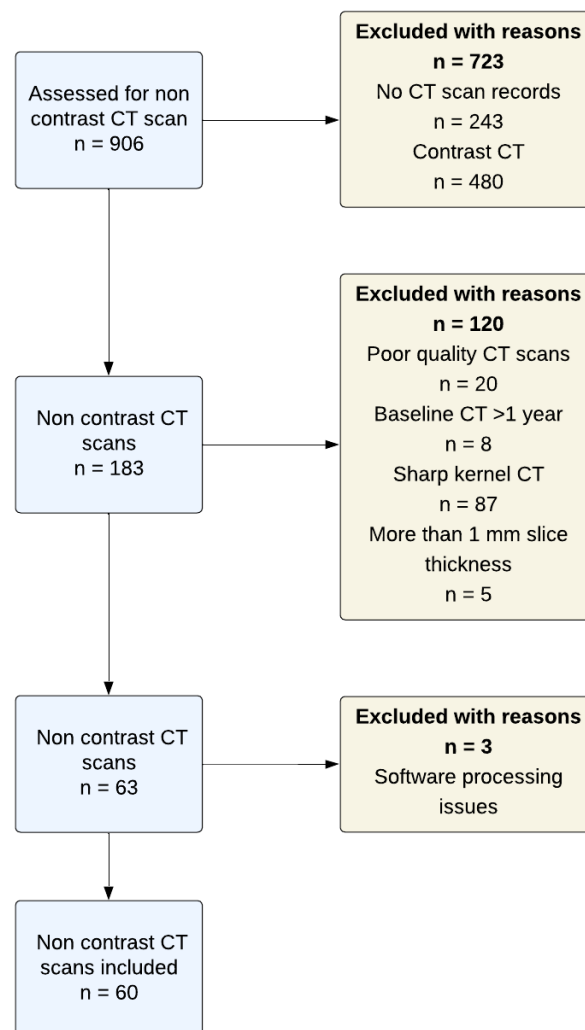 Assessed for non
contrast CT scan
n = 906
Excluded with reasons
n = 723
No CT scan records
n = 243
Contrast CT
n = 480
Non contrast CT
scans
n = 183
Excluded with reasons
n = 120
Poor quality CT scans
n = 20
Baseline CT >1 year
n = 8
Sharp kernel CT
n = 87
More than 1 mm slice
thickness
n = 5
Non contrast CT
scans
n = 63
Excluded with reasons
n = 3
Software processing
issues
Non contrast CT
scans included
n = 60